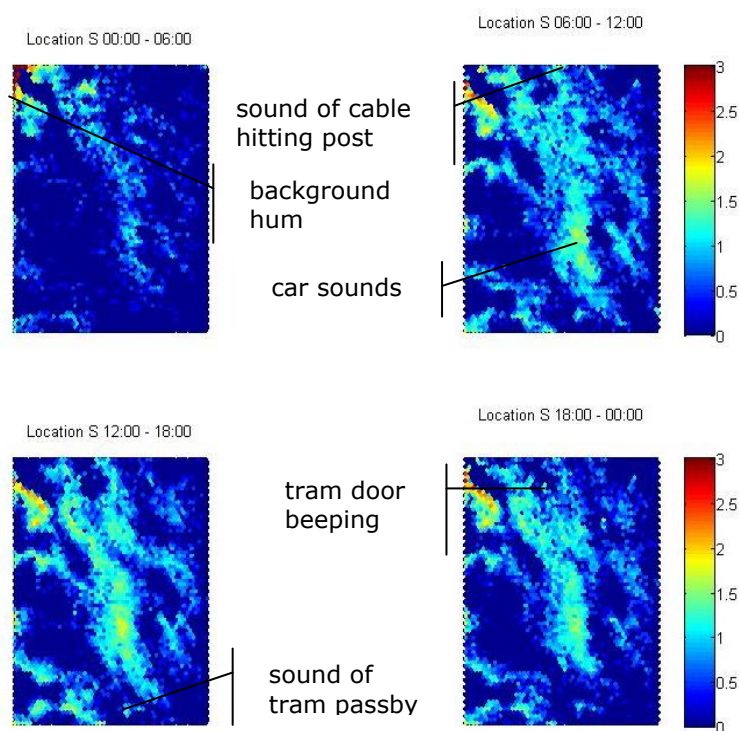 Location S 00:00 - 06:00
Location S 06:00 - 12:00
sound of cable
hitting post
background
hum
car sounds
3
2.5
2
1.5
1
0.5
0
Location S 12:00 - 18:00
Location S 18:00 - 00:00
tram door
beeping
sound of
tram passby
3
2.5
2
1.5
1
0.5
0